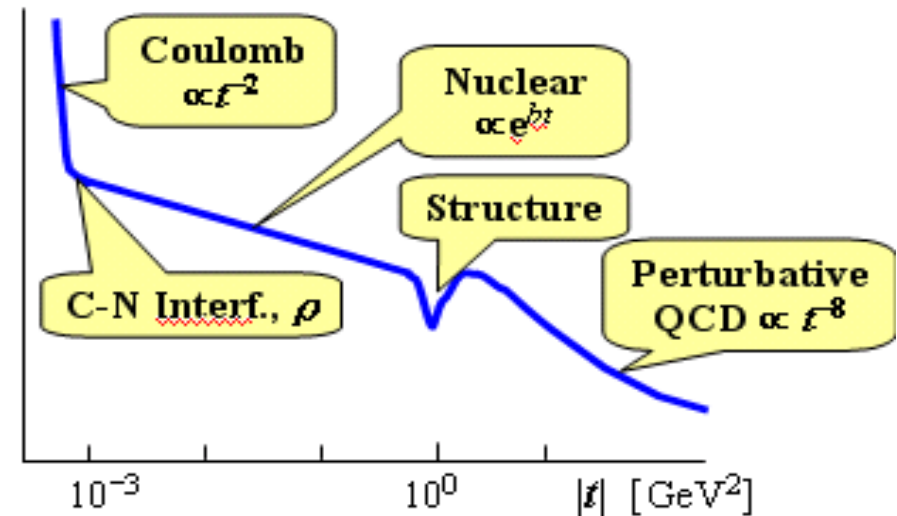 Coulomb
∝t⁻²
Nuclear
∝e^bt
Structure
Perturbative
QCD ∝ t⁻⁸
C-N Interf., ρ
10⁻³
10⁰
|t| [GeV²]